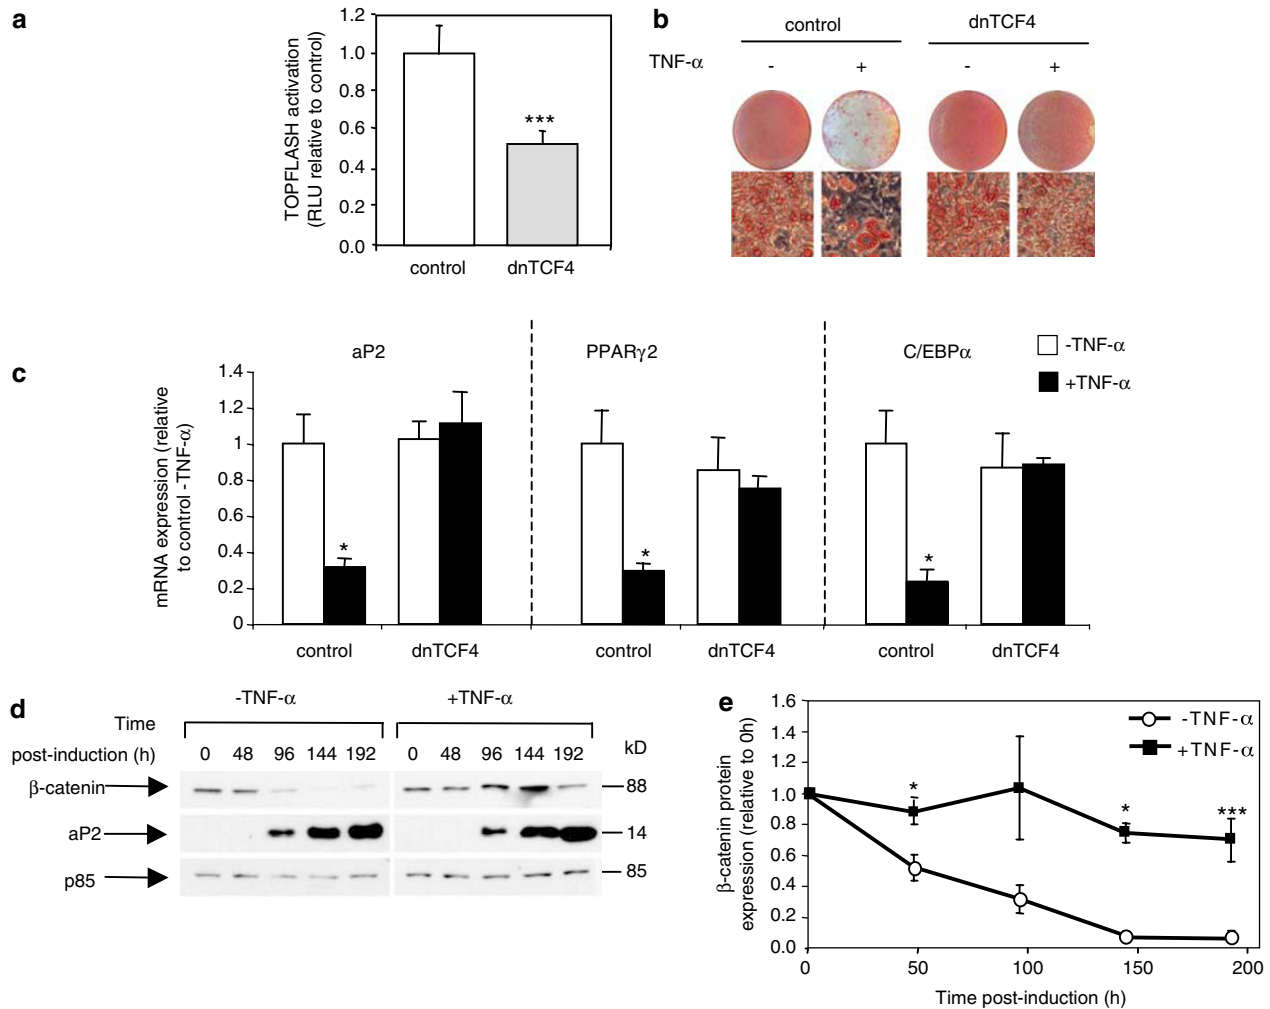 a
TOPFLASH activation
(RLU relative to control)
1.2
1.0
0.8
0.6
0.4
0.2
0.0
***
control
dnTCF4
b
control
dnTCF4
TNF-α
- + - +
c
mRNA expression (relative
to control -TNF-α)
aP2
PPARγ2
C/EBPα
-TNF-α
+TNF-α
1.4
1.2
1
0.8
0.6
0.4
0.2
0
*
*
*
control
dnTCF4
control
dnTCF4
control
dnTCF4
d
-TNF-α
+TNF-α
Time
post-induction (h)
0 48 96 144 192
0 48 96 144 192
kD
β-catenin
88
aP2
14
p85
85
e
β-catenin protein
expression (relative to 0h)
1.6
1.4
1.2
1.0
0.8
0.6
0.4
0.2
0.0
-TNF-α
+TNF-α
*
*
***
0 50 100 150 200
Time post-induction (h)